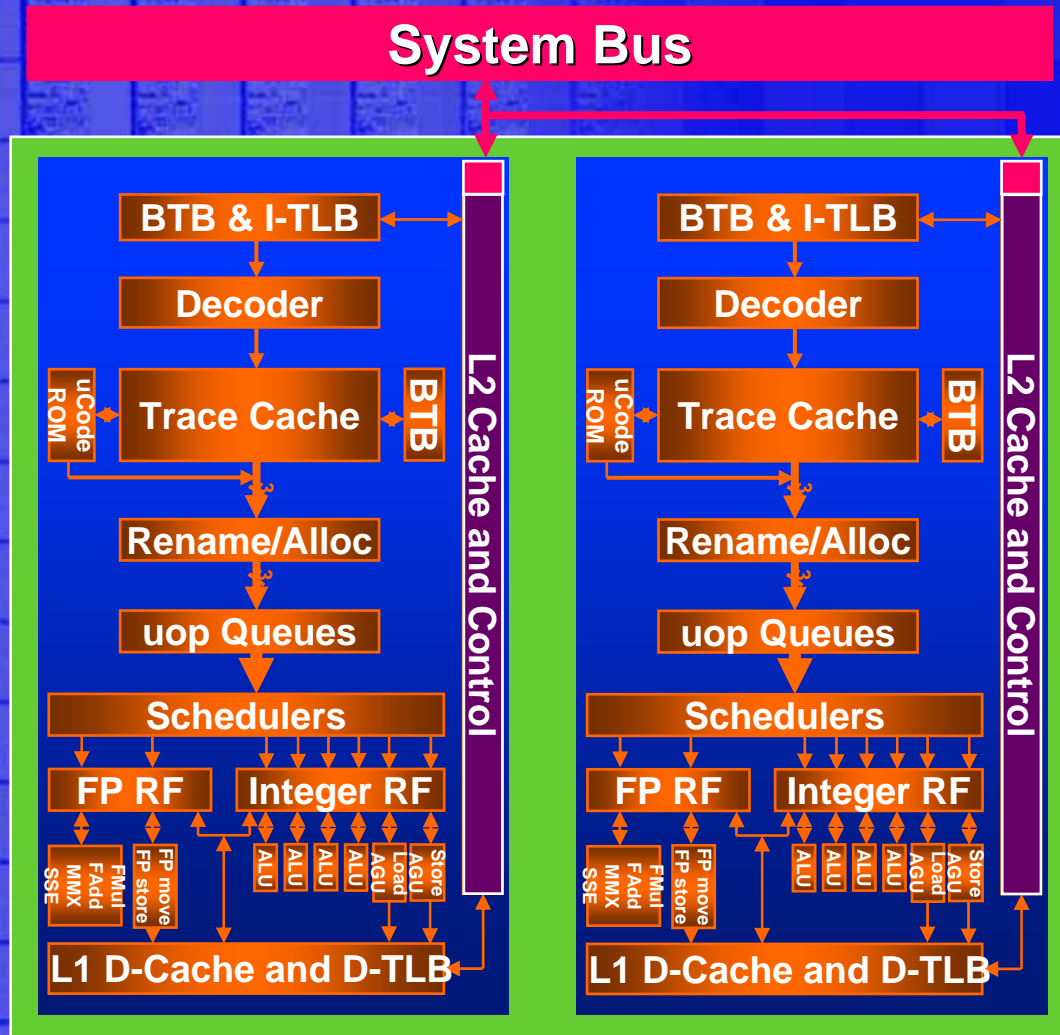 System Bus
BTB & I-TLB
Decoder
uCode
ROM
Trace Cache
BTB
3
Rename/Alloc
3
uop Queues
Schedulers
FP RF
Integer RF
FMul
FAdd
MMX
SSE
FP move
FP store
ALU
ALU
ALU
ALU
Load
AGU
Store
AGU
L1 D-Cache and D-TLB
L2 Cache and Control
BTB & I-TLB
Decoder
uCode
ROM
Trace Cache
BTB
3
Rename/Alloc
3
uop Queues
Schedulers
FP RF
Integer RF
FMul
FAdd
MMX
SSE
FP move
FP store
ALU
ALU
ALU
ALU
Load
AGU
Store
AGU
L1 D-Cache and D-TLB
L2 Cache and Control